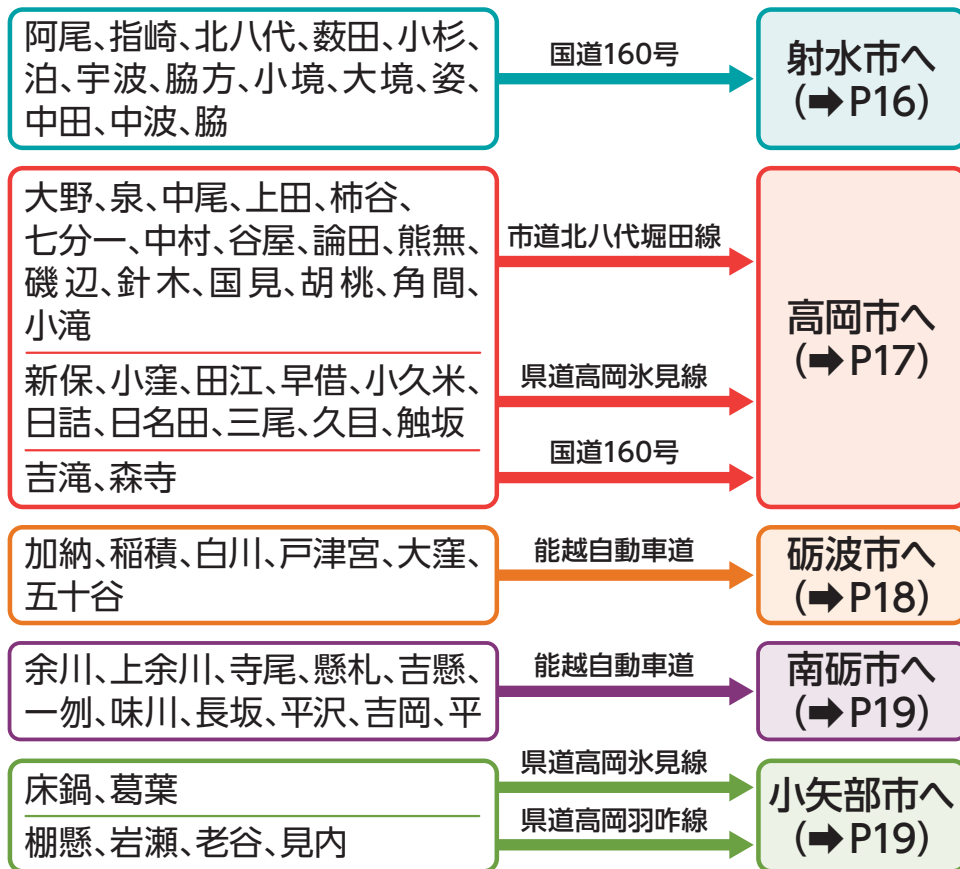 阿尾、指崎、北八代、薮田、小杉、
泊、宇波、脇方、小境、大境、姿、
中田、中波、脇
国道160号
射水市へ
(➡P16)
大野、泉、中尾、上田、柿谷、
七分一、中村、谷屋、論田、熊無、
磯辺、針木、国見、胡桃、角間、
小滝
市道北八代堀田線
新保、小窪、田江、早借、小久米、
日詰、日名田、三尾、久目、触坂
県道高岡氷見線
吉滝、森寺
国道160号
高岡市へ
(➡P17)
加納、稲積、白川、戸津宮、大窪、
五十谷
能越自動車道
砺波市へ
(➡P18)
余川、上余川、寺尾、懸札、吉懸、
一刎、味川、長坂、平沢、吉岡、平
能越自動車道
南砺市へ
(➡P19)
床鍋、葛葉
県道高岡氷見線
棚懸、岩瀬、老谷、見内
県道高岡羽咋線
小矢部市へ
(➡P19)